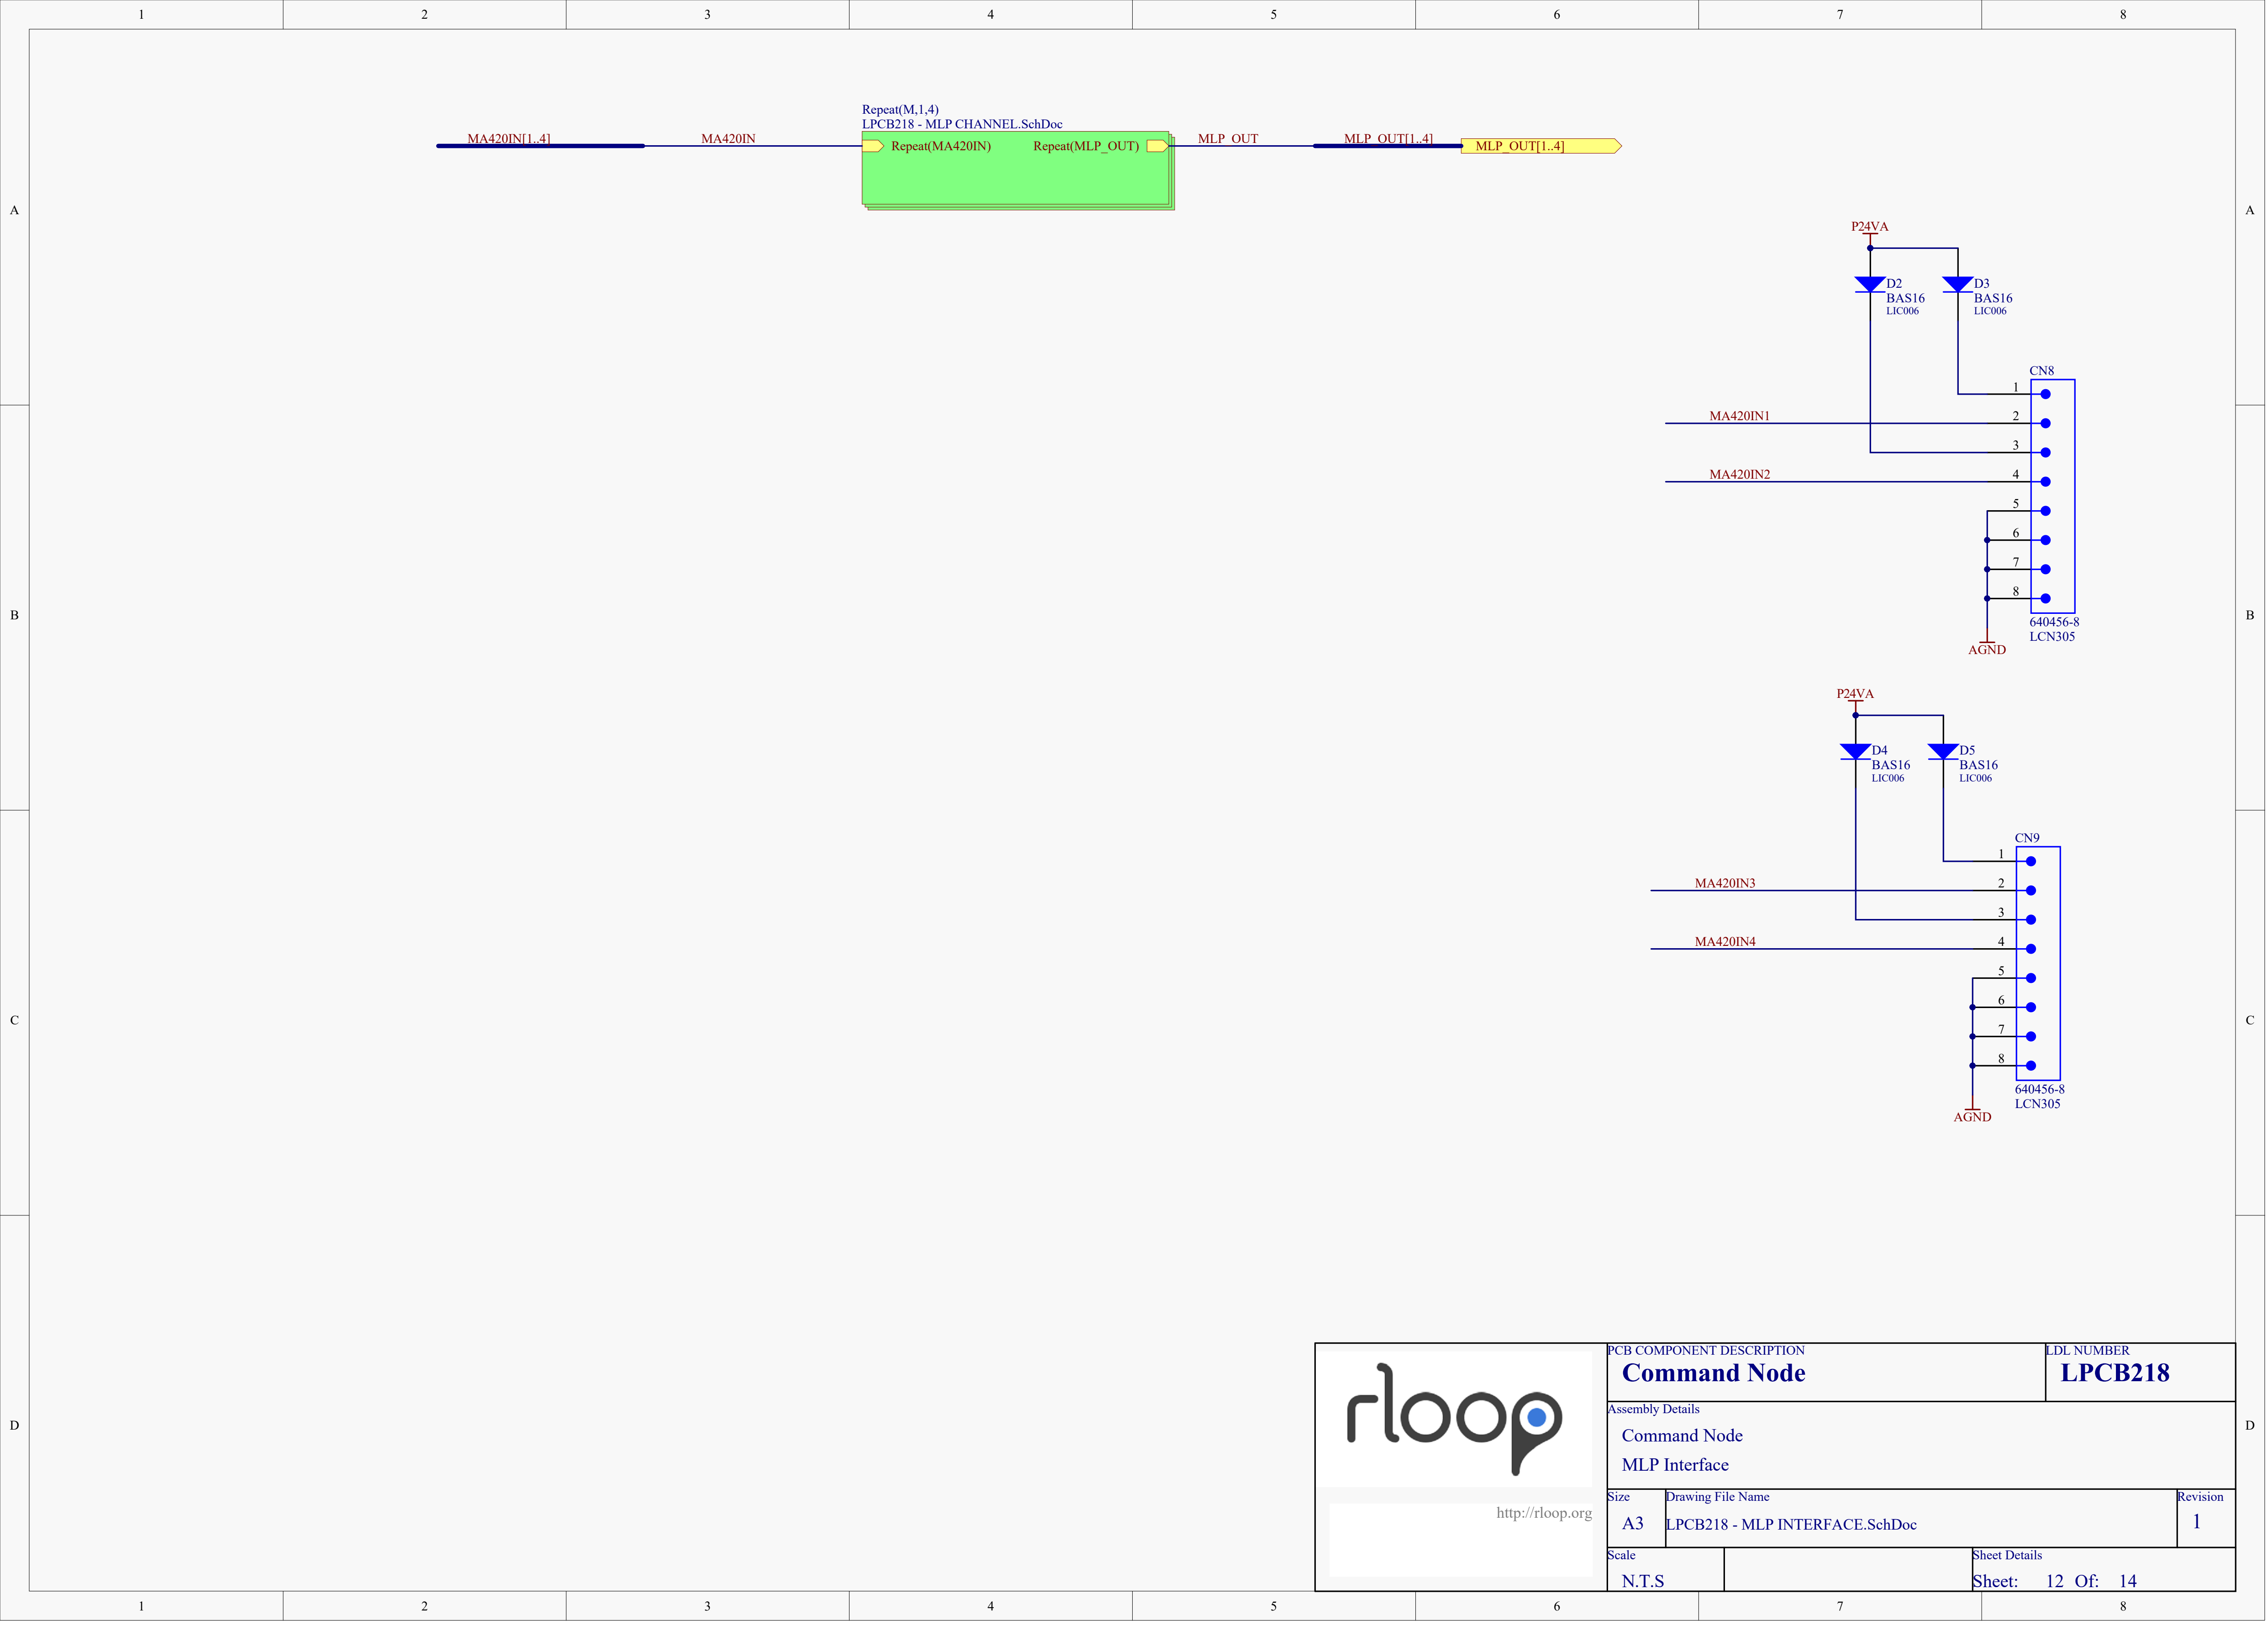 1 2 3 4 5 6 7 8
Repeat(M,1,4)
LPCB218 - MLP CHANNEL.SchDoc
MA420IN[1..4] MA420IN Repeat(MA420IN) Repeat(MLP_OUT) MLP_OUT MLP_OUT[1..4] MLP_OUT[1..4]
A A
P24VA
D2 D3
BAS16 BAS16
LIC006 LIC006
CN8
1
MA420IN1 2
3
MA420IN2 4
5
6
7
8
B B
640456-8
LCN305
AGND
P24VA
D4 D5
BAS16 BAS16
LIC006 LIC006
CN9
1
MA420IN3 2
3
MA420IN4 4
5
6
7
8
C C
640456-8
LCN305
AGND
rloop
http://rloop.org
PCB COMPONENT DESCRIPTION
Command Node
LDL NUMBER
LPCB218
Assembly Details
Command Node
MLP Interface
D D
Size
A3
Drawing File Name
LPCB218 - MLP INTERFACE.SchDoc
Revision
1
Scale
N.T.S
Sheet Details
Sheet: 12 Of: 14
1 2 3 4 5 6 7 8